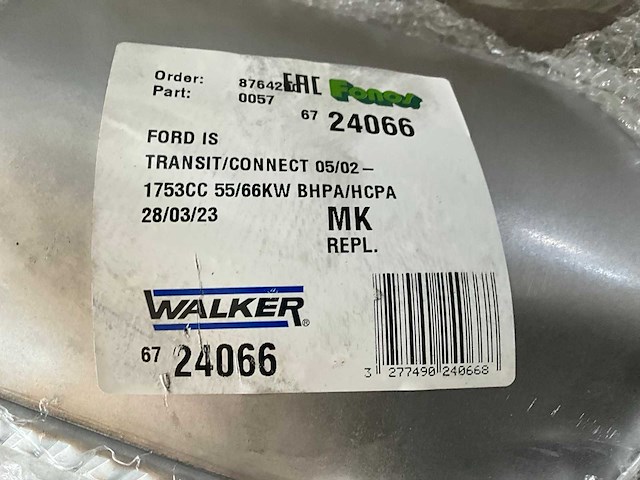 Order: 87642 EAC Fonos
Part: 0057
67 24066
FORD IS
TRANSIT/CONNECT 05/02–
1753CC 55/66KW BHPA/HCPA
28/03/23 MK
REPL.
WALKER®
67 24066
3 277490 240668